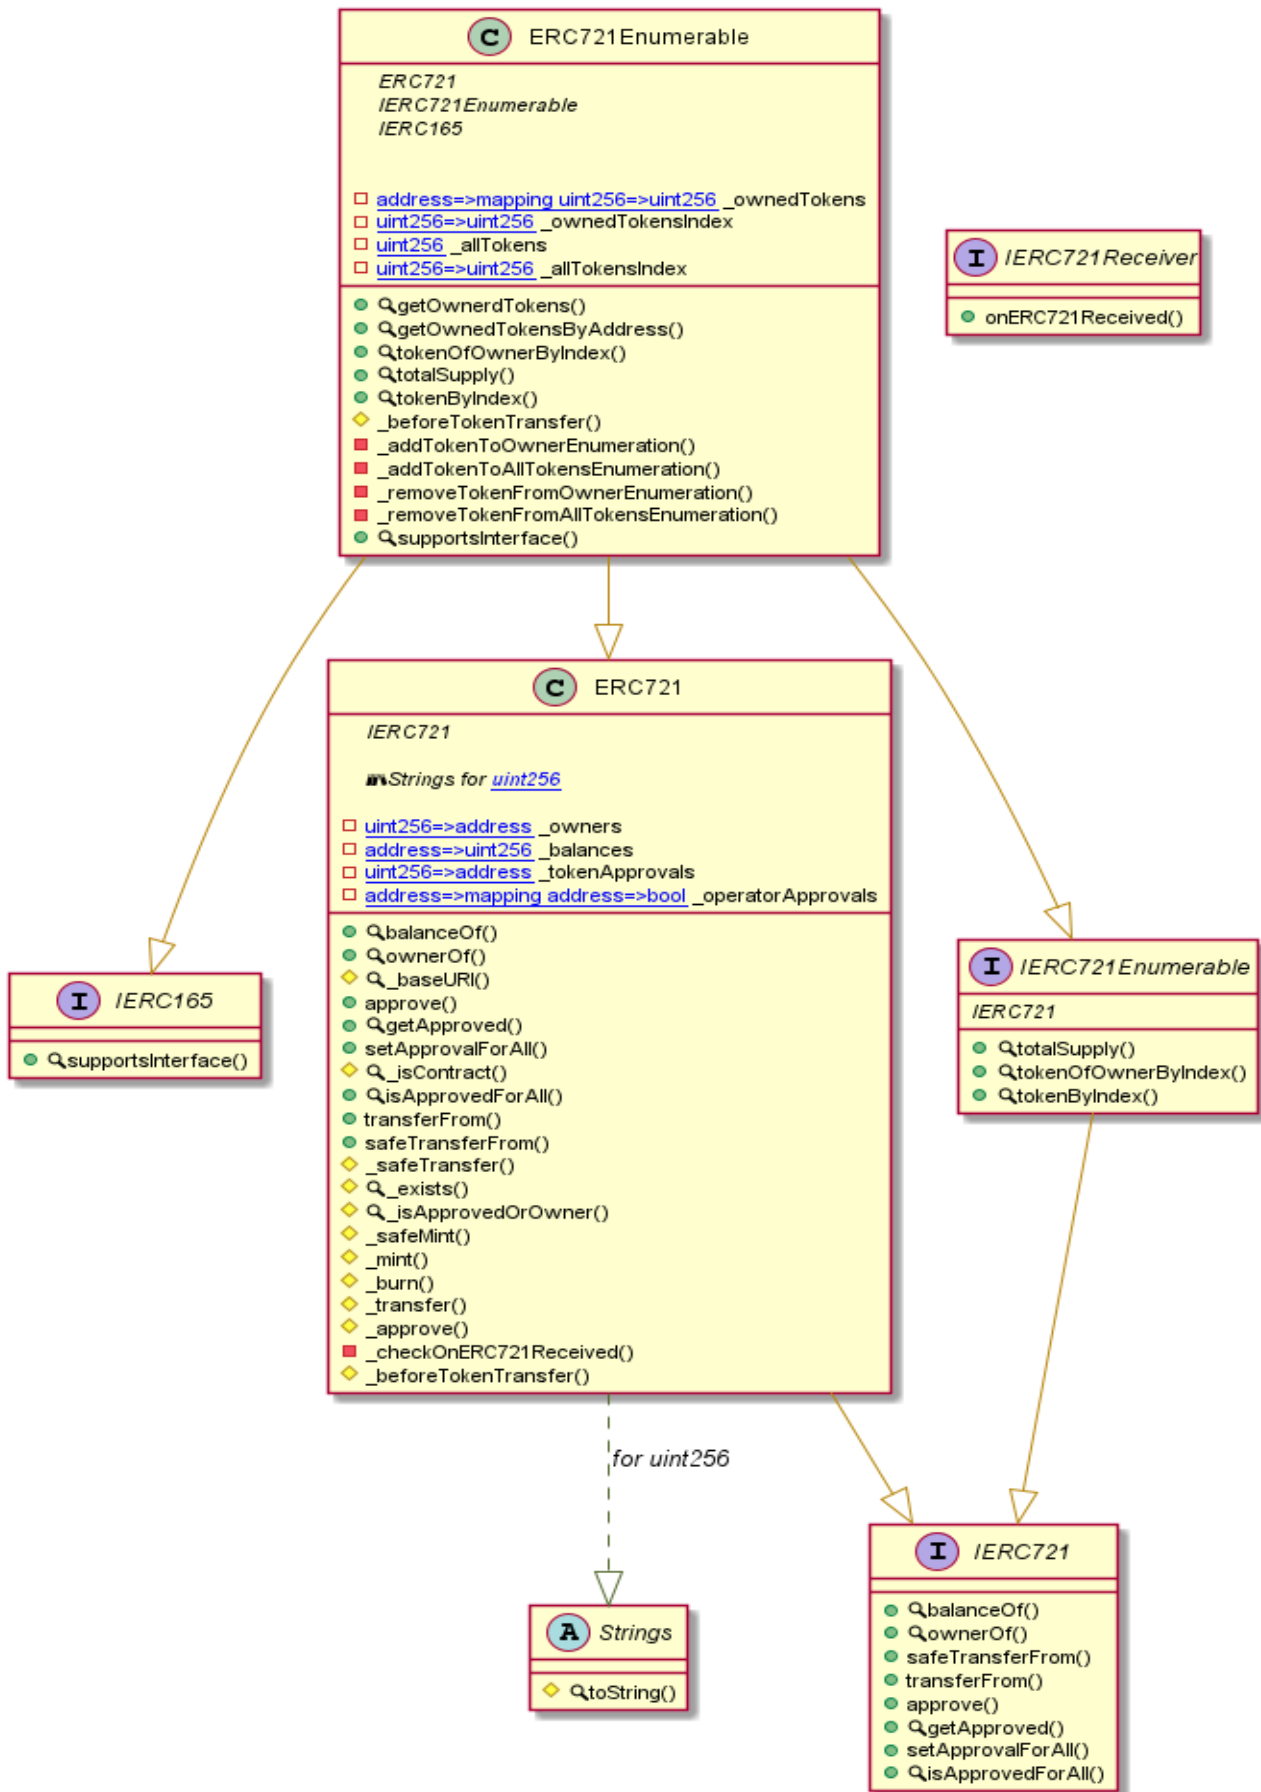 C ERC721Enumerable
ERC721
IERC721Enumerable
IERC165
address=>mapping uint256=>uint256 _ownedTokens
uint256=>uint256 _ownedTokensIndex
uint256 _allTokens
uint256=>uint256 _allTokensIndex
getOwnerdTokens()
getOwnedTokensByAddress()
tokenOfOwnerByIndex()
totalSupply()
tokenByIndex()
_beforeTokenTransfer()
_addTokenToOwnerEnumeration()
_addTokenToAllTokensEnumeration()
_removeTokenFromOwnerEnumeration()
_removeTokenFromAllTokensEnumeration()
supportsInterface()
I IERC721Receiver
onERC721Received()
C ERC721
IERC721
Strings for uint256
uint256=>address _owners
address=>uint256 _balances
uint256=>address _tokenApprovals
address=>mapping address=>bool _operatorApprovals
balanceOf()
ownerOf()
_baseURI()
approve()
getApproved()
setApprovalForAll()
_isContract()
isApprovedForAll()
transferFrom()
safeTransferFrom()
_safeTransfer()
_exists()
_isApprovedOrOwner()
_safeMint()
_mint()
_burn()
_transfer()
_approve()
_checkOnERC721Received()
_beforeTokenTransfer()
I IERC165
supportsInterface()
I IERC721Enumerable
IERC721
totalSupply()
tokenOfOwnerByIndex()
tokenByIndex()
for uint256
A Strings
toString()
I IERC721
balanceOf()
ownerOf()
safeTransferFrom()
transferFrom()
approve()
getApproved()
setApprovalForAll()
isApprovedForAll()